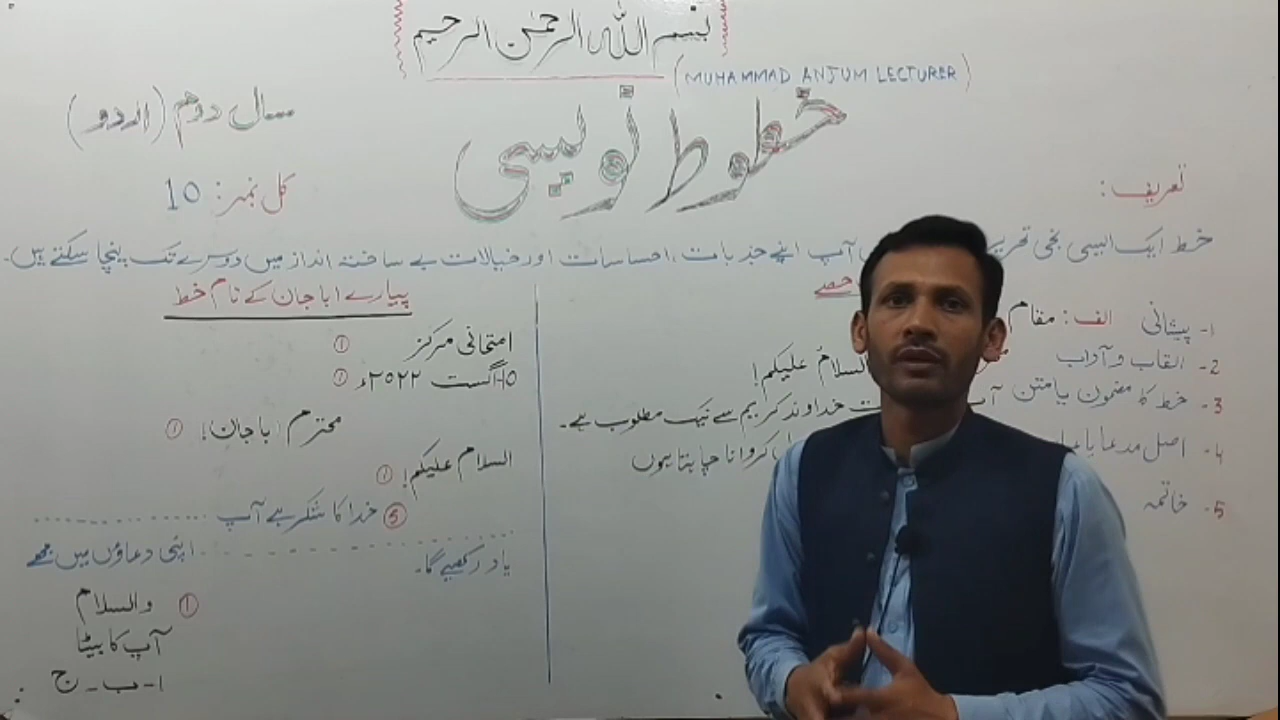 بسم اللہ الرحمٰن الرحیم
(MUHAMMAD ANJUM LECTURER)
خطوط نویسی
سال دوم (اردو)
کل نمبر: 10
تعریف:
خط ایک ایسی نجی تحریر آپ اپنے جذبات، احساسات اور خیالات بے ساختہ انداز میں دوسرے تک پہنچا سکتے ہیں۔
حصے
1- پیشانی الف: مقام
2- القاب و آداب السلامُ علیکم!
3- خط کا مضمون یا متن خداوند کریم سے نیک مطلوب ہے۔
4- اصل مدعا یا کروانا چاہتا ہوں
5- خاتمہ
پیارے ابا جان کے نام خط
امتحانی مرکز 1
15 اگست ۲۰۲۲ء 1
محترم ابا جان! 1
السلام علیکم! 1
5 خدا کا شکر ہے آپ ..............
.............. اپنی دعاؤں میں مجھے
یاد رکھیے گا۔
والسلام 1
آپ کا بیٹا
ا-ب-ج